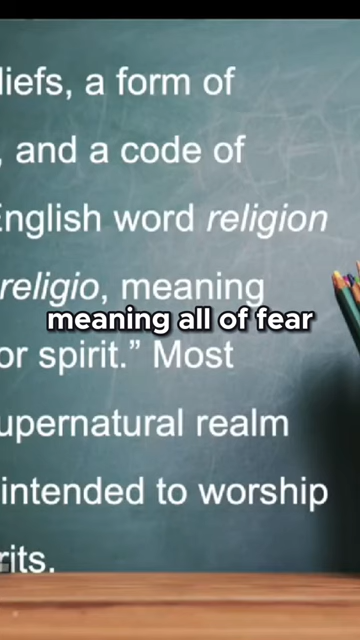 liefs, a form of
, and a code of
English word religion
religio, meaning
meaning all of fear
or spirit.” Most
upernatural realm
intended to worship
rits.